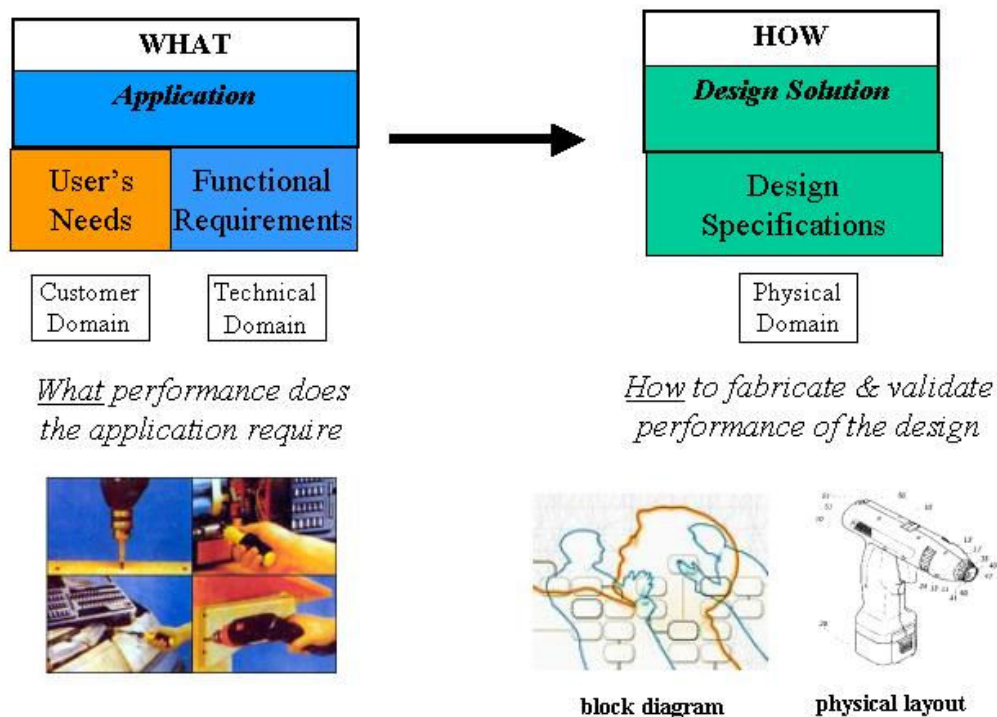 WHAT
Application
User's
Needs
Functional
Requirements
Customer
Domain
Technical
Domain
What performance does
the application require
HOW
Design Solution
Design
Specifications
Physical
Domain
How to fabricate & validate
performance of the design
block diagram
physical layout